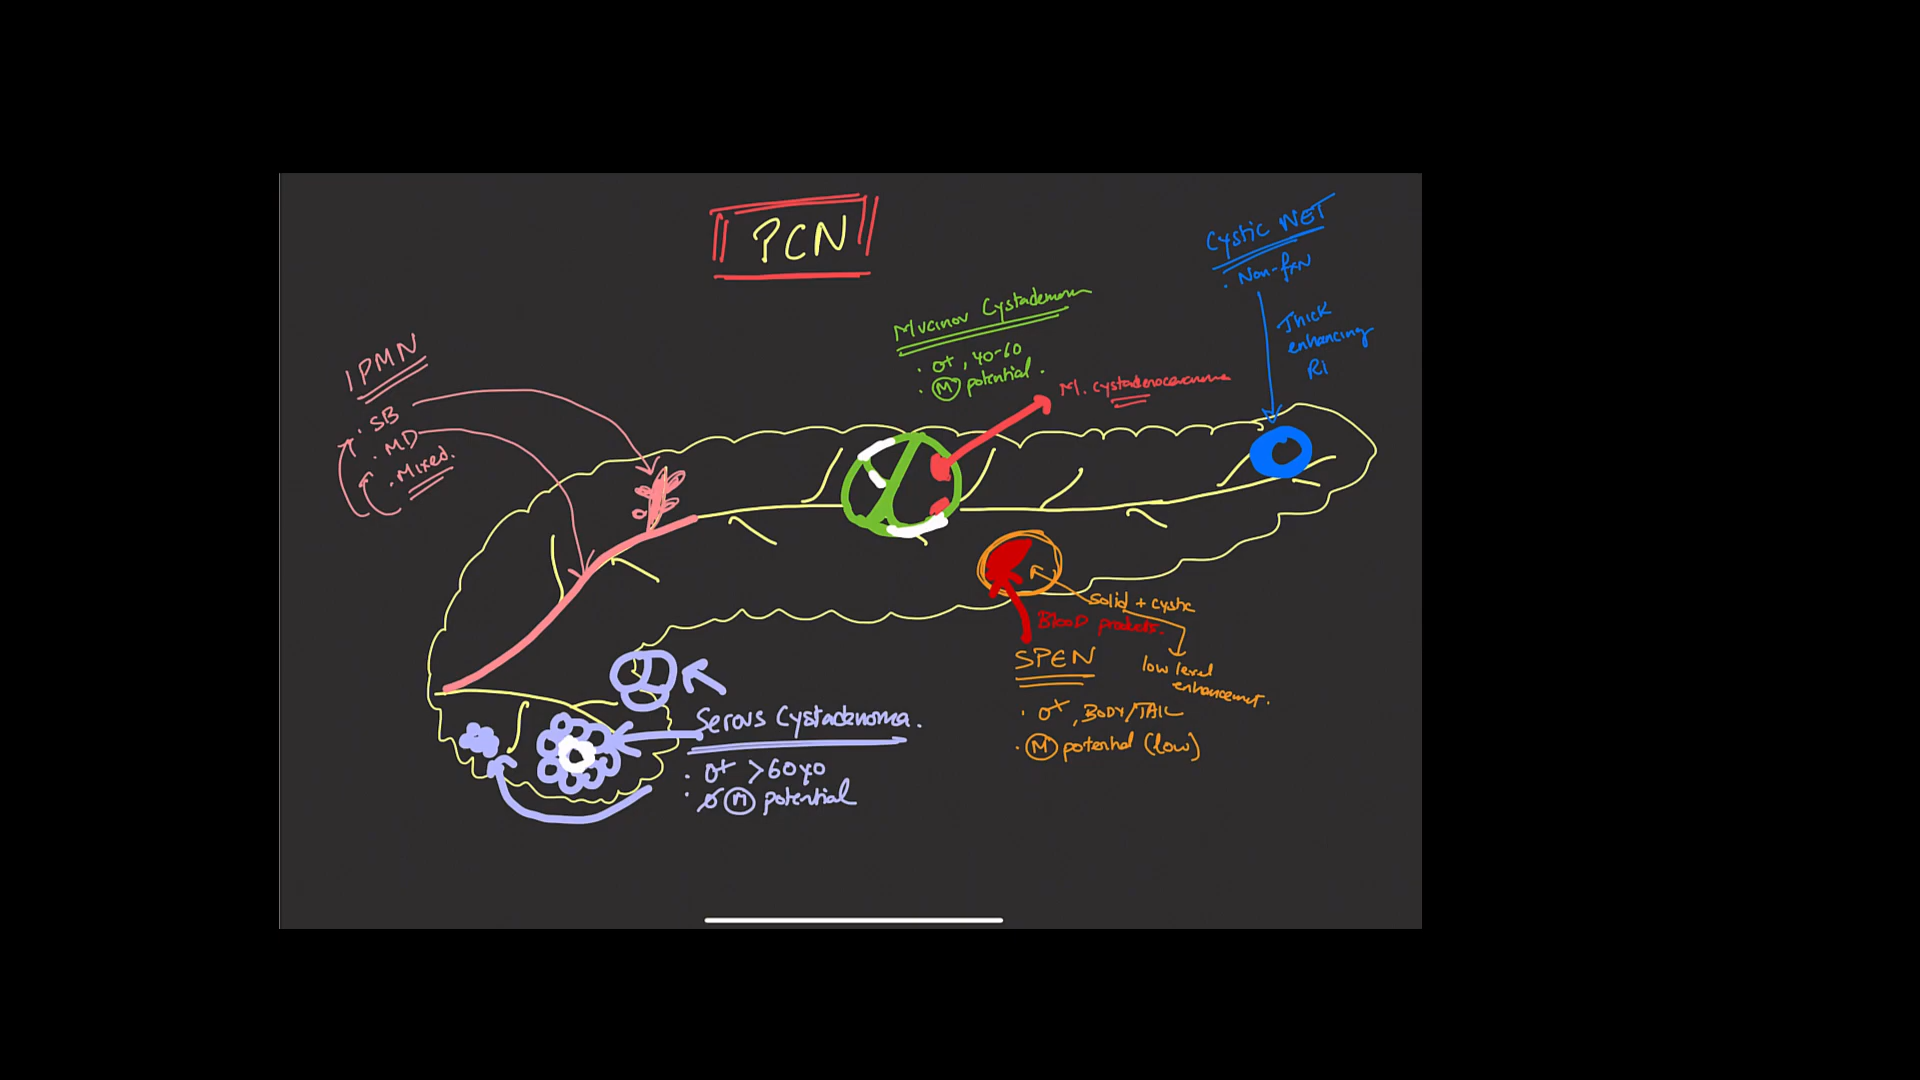 PCN
Cystic NET
. Non-fxn
Thick
enhancing
Ri
Mucinous Cystadenoma
. ♀, 40-60
. M potential.
M. cystadenocarcinoma
IPMN
. SB
. MD
. Mixed.
Solid + cystic
Blood products.
low level
enhancement.
SPEN
. ♀, BODY/TAIL
. M potential (low)
Serous Cystadenoma.
. ♀ >60yo
. Ø M potential